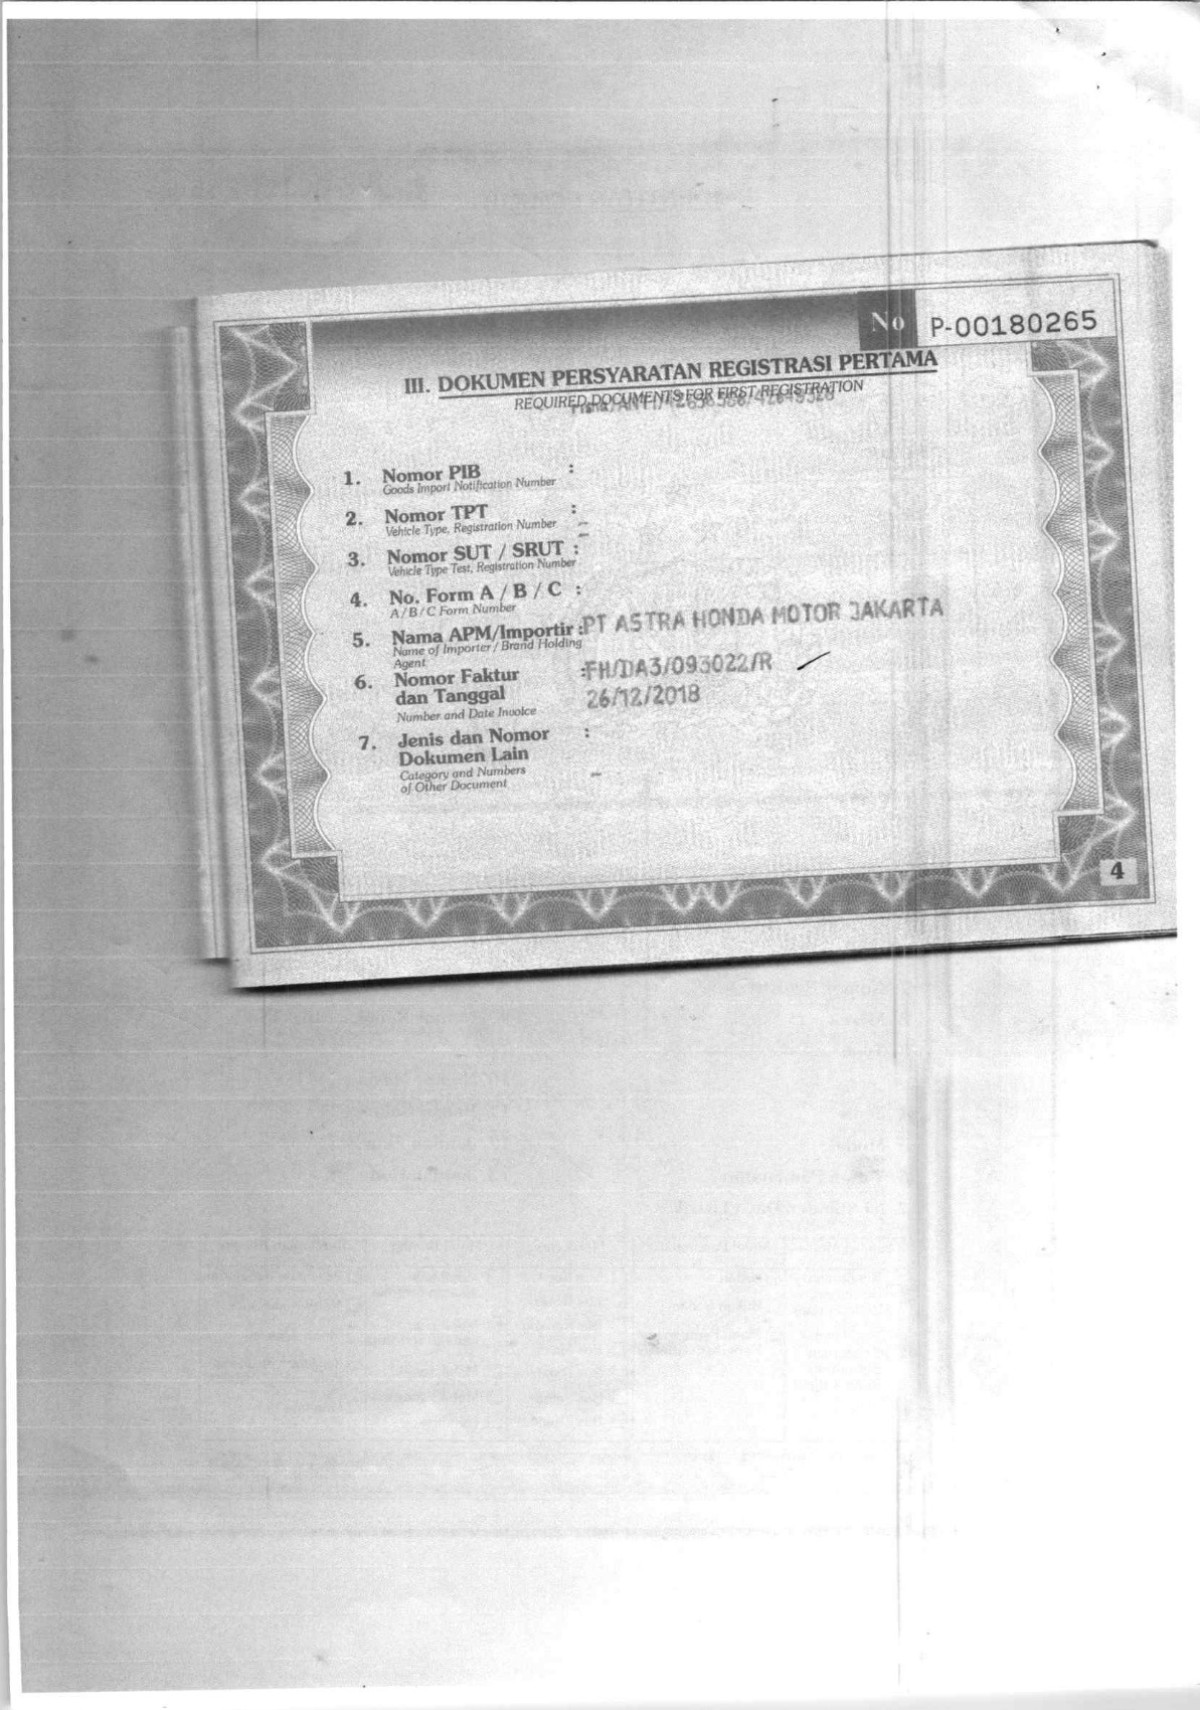 No P-00180265
III. DOKUMEN PERSYARATAN REGISTRASI PERTAMA
REQUIRED DOCUMENTS FOR FIRST REGISTRATION
1. Nomor PIB :
Goods Import Notification Number
2. Nomor TPT :
Vehicle Type, Registration Number –
3. Nomor SUT / SRUT : –
Vehicle Type Test, Registration Number
4. No. Form A / B / C :
A / B / C Form Number
5. Nama APM/Importir : PT ASTRA HONDA MOTOR JAKARTA
Name of Importer / Brand Holding
Agent
6. Nomor Faktur : FH/DA3/093022/R
dan Tanggal 26/12/2018
Number and Date Invoice
7. Jenis dan Nomor :
Dokumen Lain
Category and Numbers –
of Other Document
4